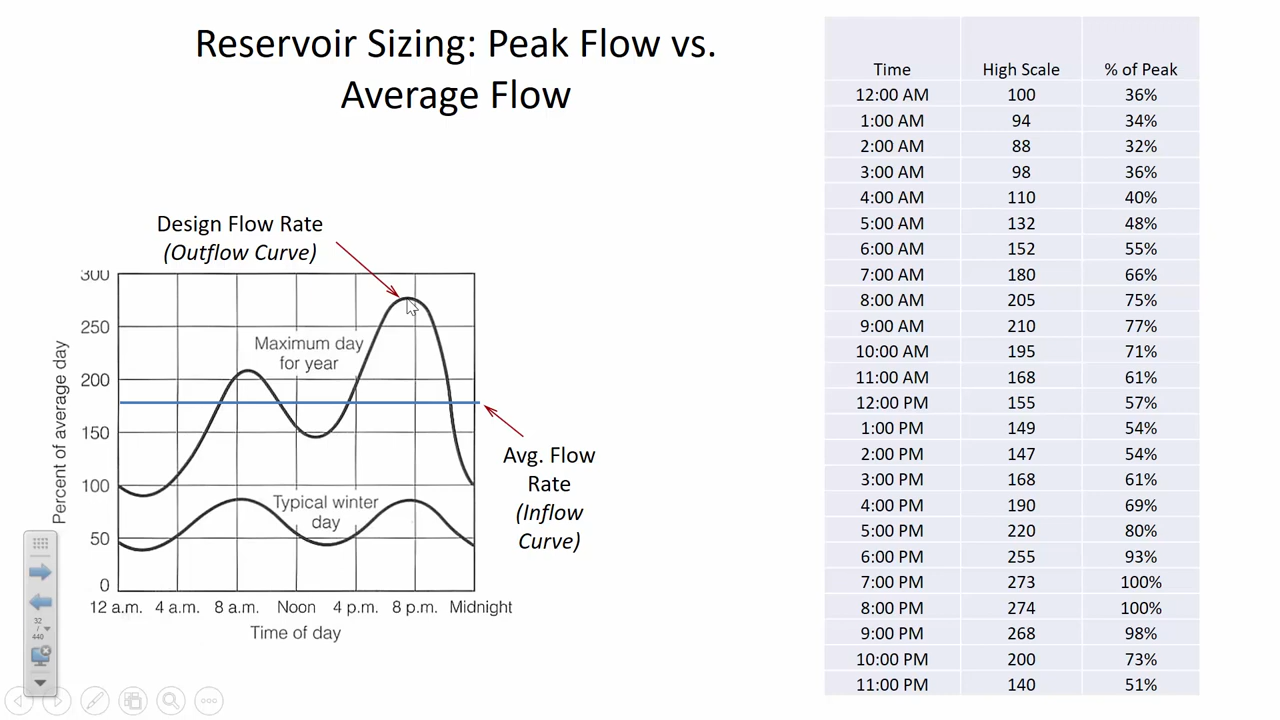 Reservoir Sizing: Peak Flow vs.
Average Flow
Design Flow Rate
(Outflow Curve)
300
250
200
150
100
50
0
Percent of average day
Maximum day
for year
Typical winter
day
12 a.m. 4 a.m. 8 a.m. Noon 4 p.m. 8 p.m. Midnight
Time of day
Avg. Flow
Rate
(Inflow
Curve)
32
/
440
Time High Scale % of Peak
12:00 AM 100 36%
1:00 AM 94 34%
2:00 AM 88 32%
3:00 AM 98 36%
4:00 AM 110 40%
5:00 AM 132 48%
6:00 AM 152 55%
7:00 AM 180 66%
8:00 AM 205 75%
9:00 AM 210 77%
10:00 AM 195 71%
11:00 AM 168 61%
12:00 PM 155 57%
1:00 PM 149 54%
2:00 PM 147 54%
3:00 PM 168 61%
4:00 PM 190 69%
5:00 PM 220 80%
6:00 PM 255 93%
7:00 PM 273 100%
8:00 PM 274 100%
9:00 PM 268 98%
10:00 PM 200 73%
11:00 PM 140 51%